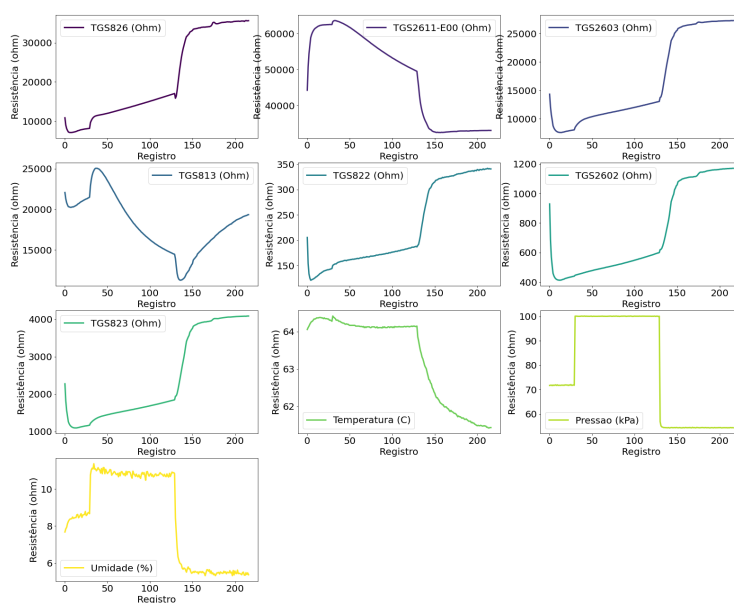 TGS826 (Ohm)
Resistência (ohm)
30000
20000
10000
0 50 100 150 200
Registro
TGS2611-E00 (Ohm)
Resistência (ohm)
60000
40000
0 50 100 150 200
Registro
TGS2603 (Ohm)
Resistência (ohm)
25000
20000
15000
10000
0 50 100 150 200
Registro
TGS813 (Ohm)
Resistência (ohm)
25000
20000
15000
0 50 100 150 200
Registro
TGS822 (Ohm)
Resistência (ohm)
350
300
250
200
150
0 50 100 150 200
Registro
TGS2602 (Ohm)
Resistência (ohm)
1200
1000
800
600
400
0 50 100 150 200
Registro
TGS823 (Ohm)
Resistência (ohm)
4000
3000
2000
1000
0 50 100 150 200
Registro
Temperatura (C)
Resistência (ohm)
64
63
62
0 50 100 150 200
Registro
Pressao (kPa)
Resistência (ohm)
100
90
80
70
60
0 50 100 150 200
Registro
Umidade (%)
Resistência (ohm)
10
8
6
0 50 100 150 200
Registro